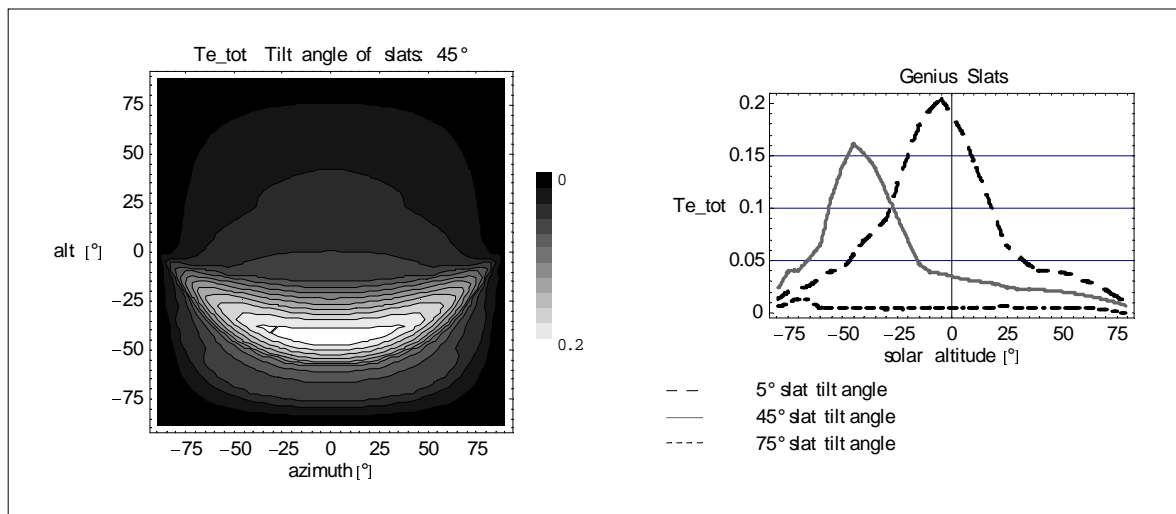 Te_tot Tilt angle of slats: 45°
75
50
25
0
−25
−50
−75
alt [°]
−75 −50 −25 0 25 50 75
azimuth [°]
0
0.2
Genius Slats
0.2
0.15
0.1
0.05
0
Te_tot
−75 −50 −25 0 25 50 75
solar altitude [°]
5° slat tilt angle
45° slat tilt angle
75° slat tilt angle